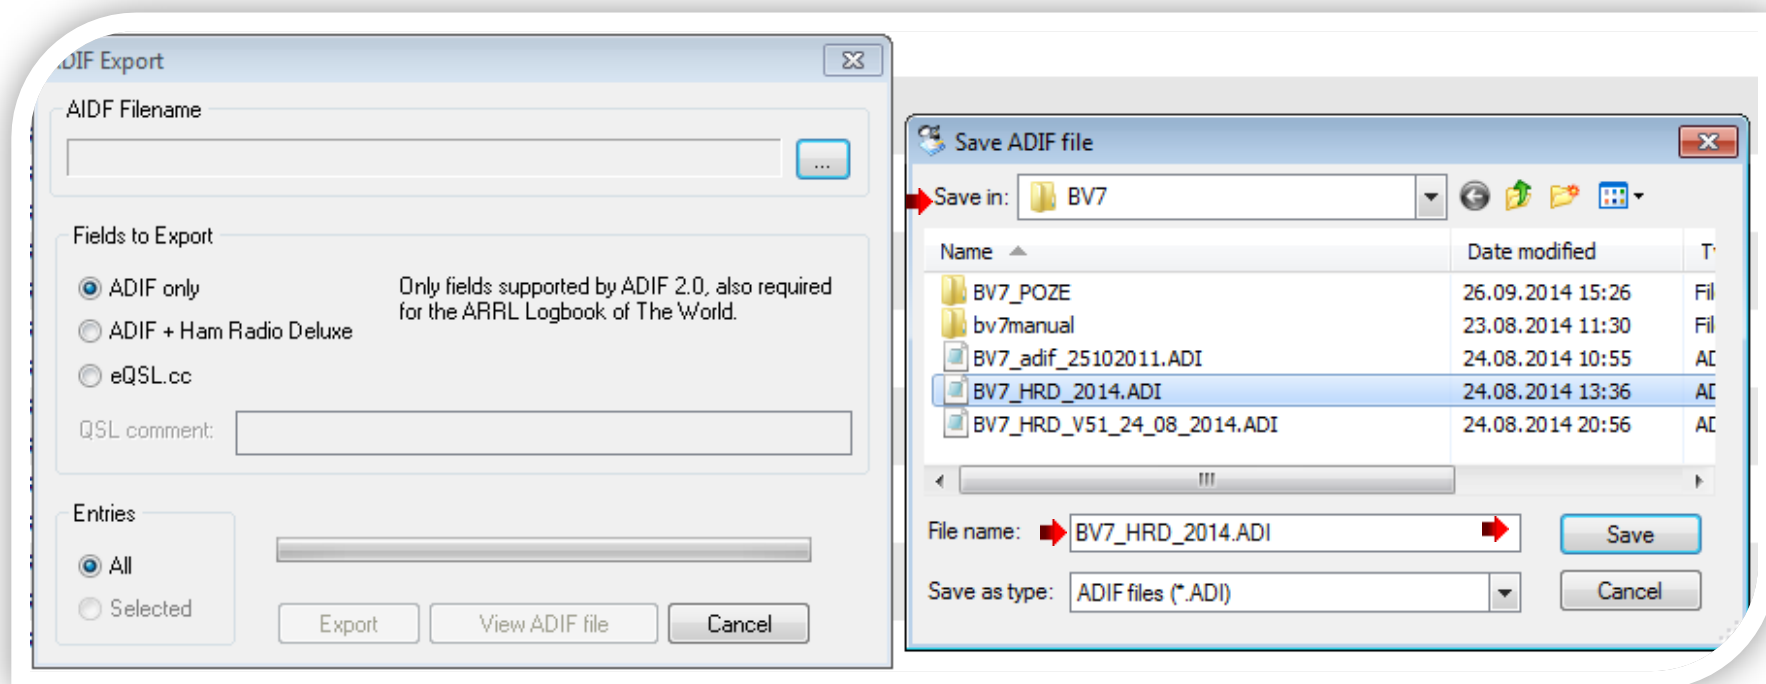 DIF Export
AIDF Filename
...
Fields to Export
ADIF only
Only fields supported by ADIF 2.0, also required
for the ARRL Logbook of The World.
ADIF + Ham Radio Deluxe
eQSL.cc
QSL comment:
Entries
All
Selected
Export
View ADIF file
Cancel
Save ADIF file
Save in:
BV7
Name
Date modified
T
BV7_POZE 26.09.2014 15:26 Fil
bv7manual 23.08.2014 11:30 Fil
BV7_adif_25102011.ADI 24.08.2014 10:55 AD
BV7_HRD_2014.ADI 24.08.2014 13:36 AD
BV7_HRD_V51_24_08_2014.ADI 24.08.2014 20:56 AD
File name: BV7_HRD_2014.ADI
Save
Save as type: ADIF files (*.ADI)
Cancel